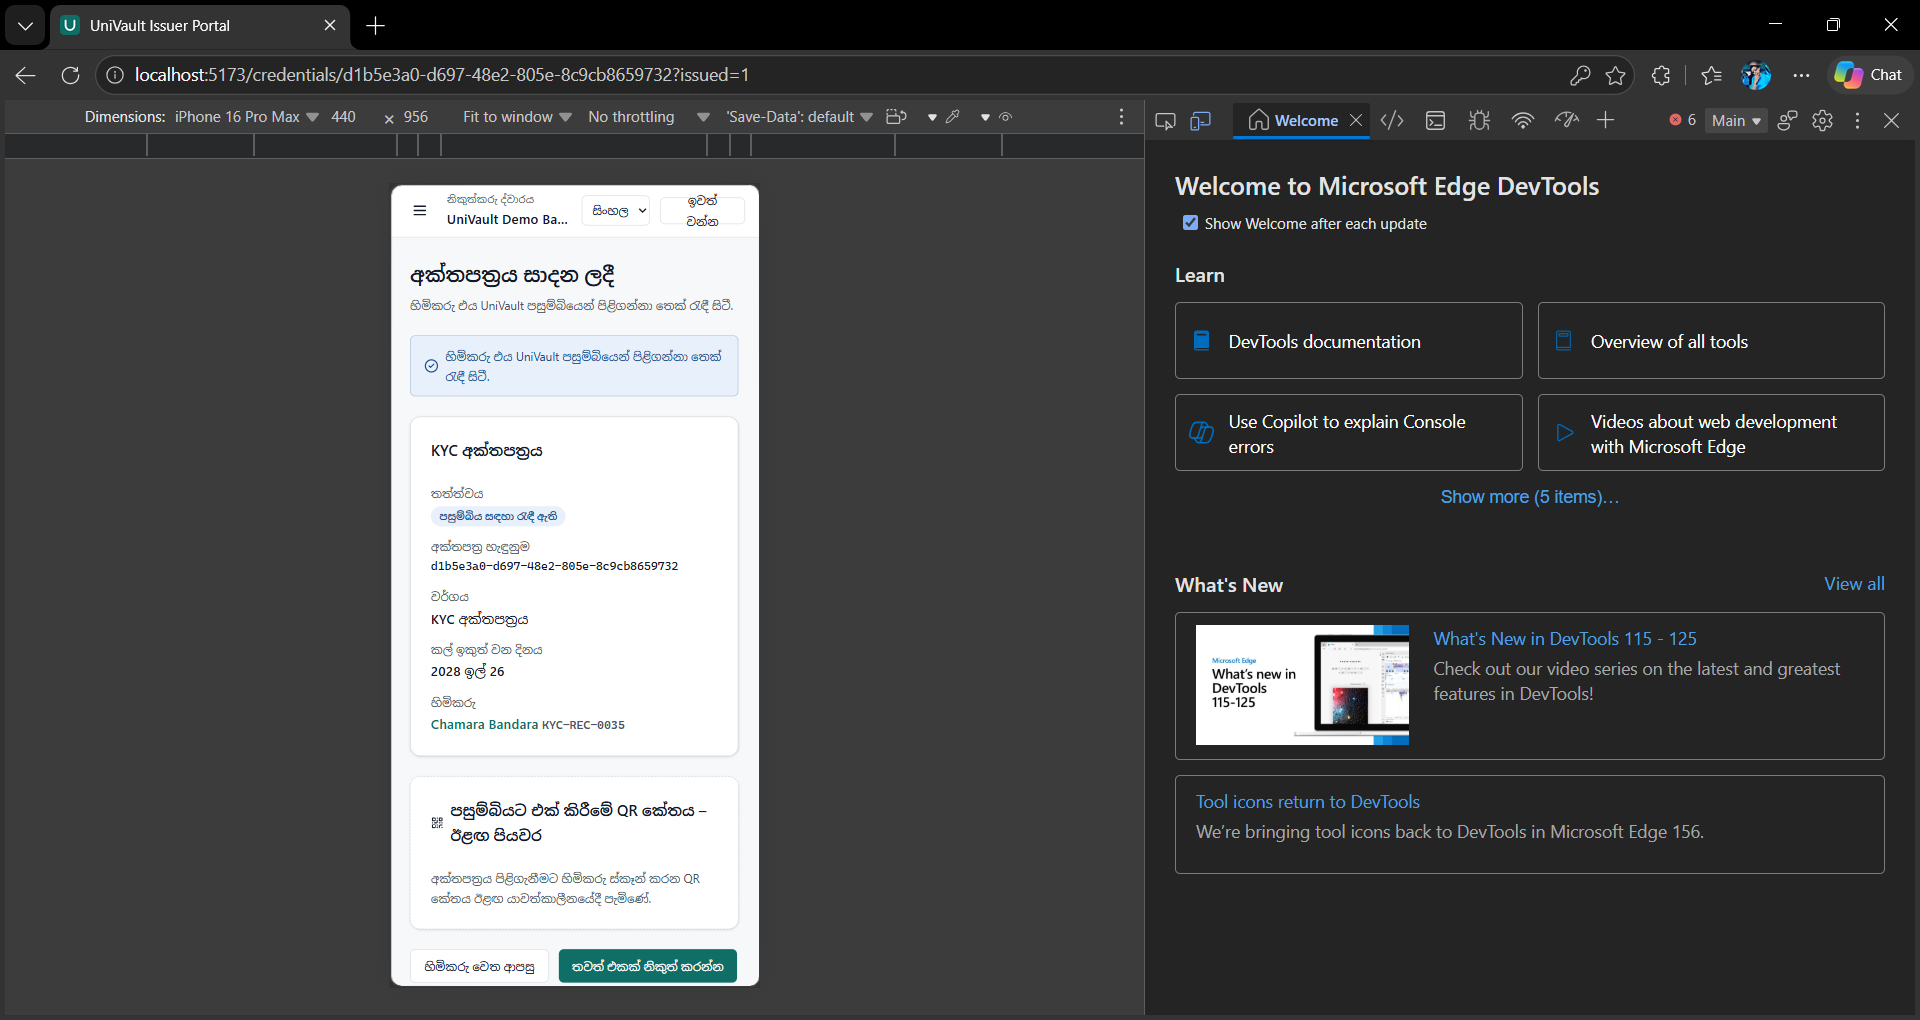 UniVault Issuer Portal
localhost:5173/credentials/d1b5e3a0-d697-48e2-805e-8c9cb8659732?issued=1
Chat
Dimensions: iPhone 16 Pro Max 440 × 956 Fit to window No throttling 'Save-Data': default
Welcome
6
Main
නිකුත්කරු ද්වාරය
UniVault Demo Ba...
සිංහල
ඉවත් වන්න
අක්තපත්‍රය සාදන ලදී
හිමිකරු එය UniVault පසුම්බියෙන් පිළිගන්නා තෙක් රැඳී සිටී.
හිමිකරු එය UniVault පසුම්බියෙන් පිළිගන්නා තෙක්
රැඳී සිටී.
KYC අක්තපත්‍රය
තත්ත්වය
පසුම්බිය සඳහා රැඳී ඇති
අක්තපත්‍ර හැඳුනුම
d1b5e3a0-d697-48e2-805e-8c9cb8659732
වර්ගය
KYC අක්තපත්‍රය
කල් ඉකුත් වන දිනය
2028 ඉල් 26
හිමිකරු
Chamara Bandara KYC-REC-0035
පසුම්බියට එක් කිරීමේ QR කේතය –
ඊළඟ පියවර
අක්තපත්‍රය පිළිගැනීමට හිමිකරු ස්කෑන් කරන QR
කේතය ඊළඟ යාවත්කාලීනයේදී පැමිණේ.
හිමිකරු වෙත ආපසු
තවත් එකක් නිකුත් කරන්න
Welcome to Microsoft Edge DevTools
Show Welcome after each update
Learn
DevTools documentation
Overview of all tools
Use Copilot to explain Console
errors
Videos about web development
with Microsoft Edge
Show more (5 items)...
What's New
View all
Microsoft Edge
What's new in
DevTools
115-125
What's New in DevTools 115 - 125
Check out our video series on the latest and greatest
features in DevTools!
Tool icons return to DevTools
We're bringing tool icons back to DevTools in Microsoft Edge 156.